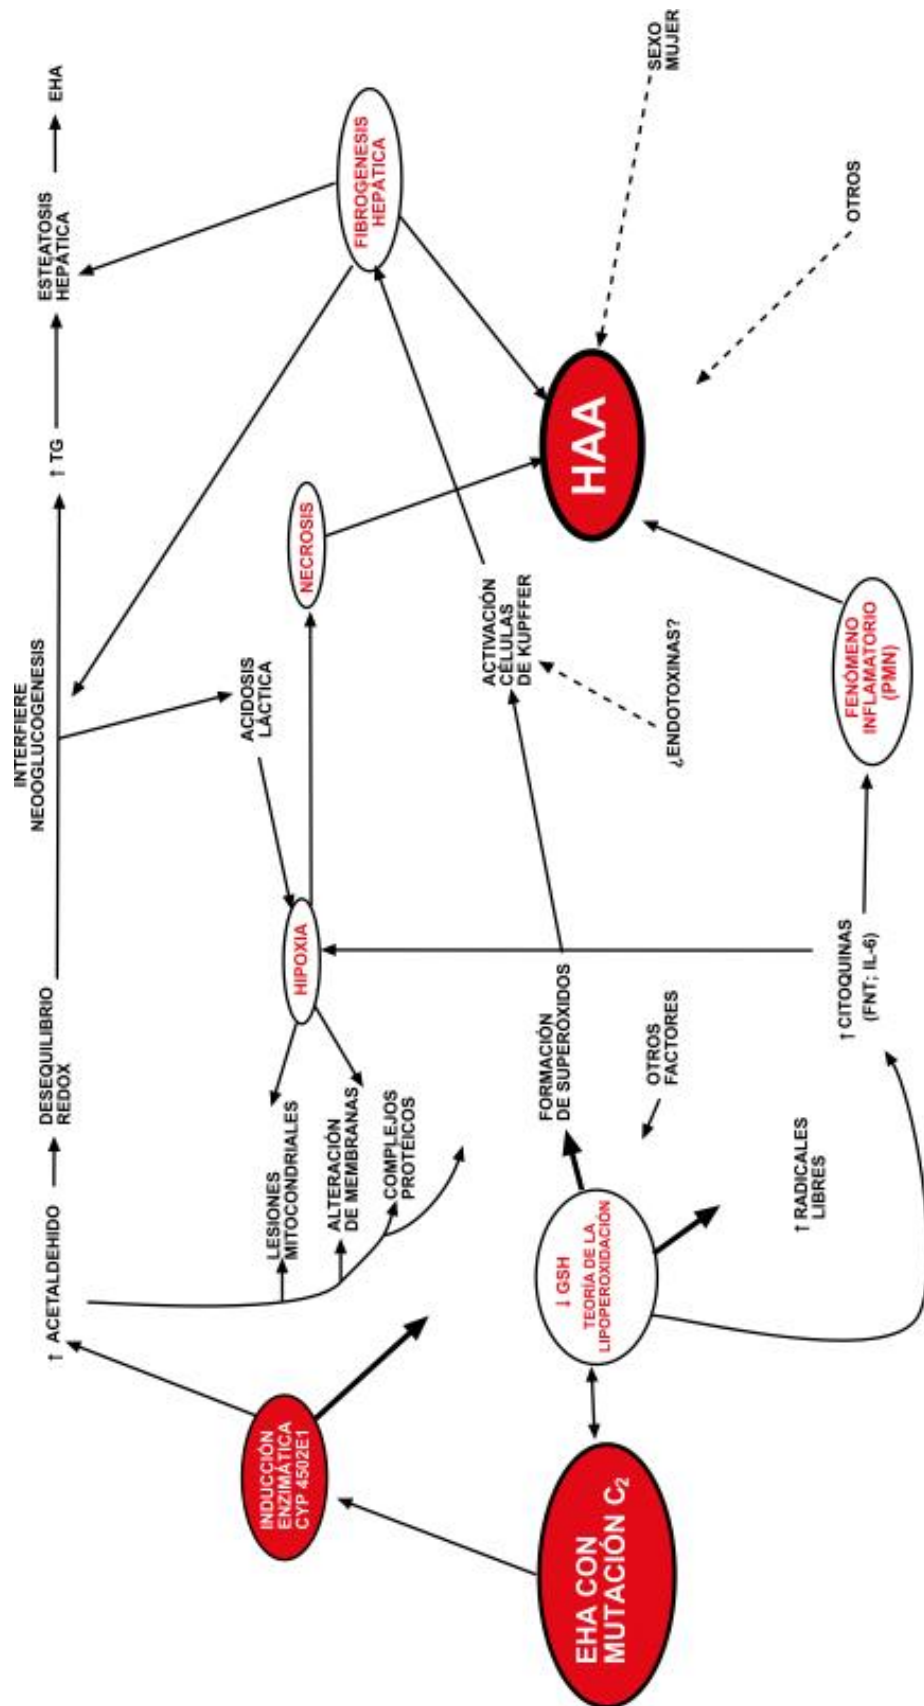 INTERFIERE
NEOOGLUCOGENESIS
↑ ACETALDEHIDO
DESEQUILIBRIO
REDOX
↑ TG
ESTEATOSIS
HEPÁTICA
EHA
INDUCCIÓN
ENZIMÁTICA
CYP 4502E1
LESIONES
MITOCONDRIALES
ALTERACIÓN
DE MEMBRANAS
COMPLEJOS
PROTÉICOS
HIPOXIA
ACIDOSIS
LÁCTICA
NECROSIS
FIBROGENESIS
HEPÁTICA
EHA CON
MUTACIÓN C₂
↓ GSH
TEORÍA DE LA
LIPOPEROXIDACIÓN
FORMACIÓN
DE SUPERÓXIDOS
OTROS
FACTORES
ACTIVACIÓN
CÉLULAS
DE KUPFFER
¿ENDOTOXINAS?
HAA
SEXO
MUJER
OTROS
↑ RADICALES
LIBRES
↑ CITOQUINAS
(FNT; IL-6)
FENÓMENO
INFLAMATORIO
(PMN)